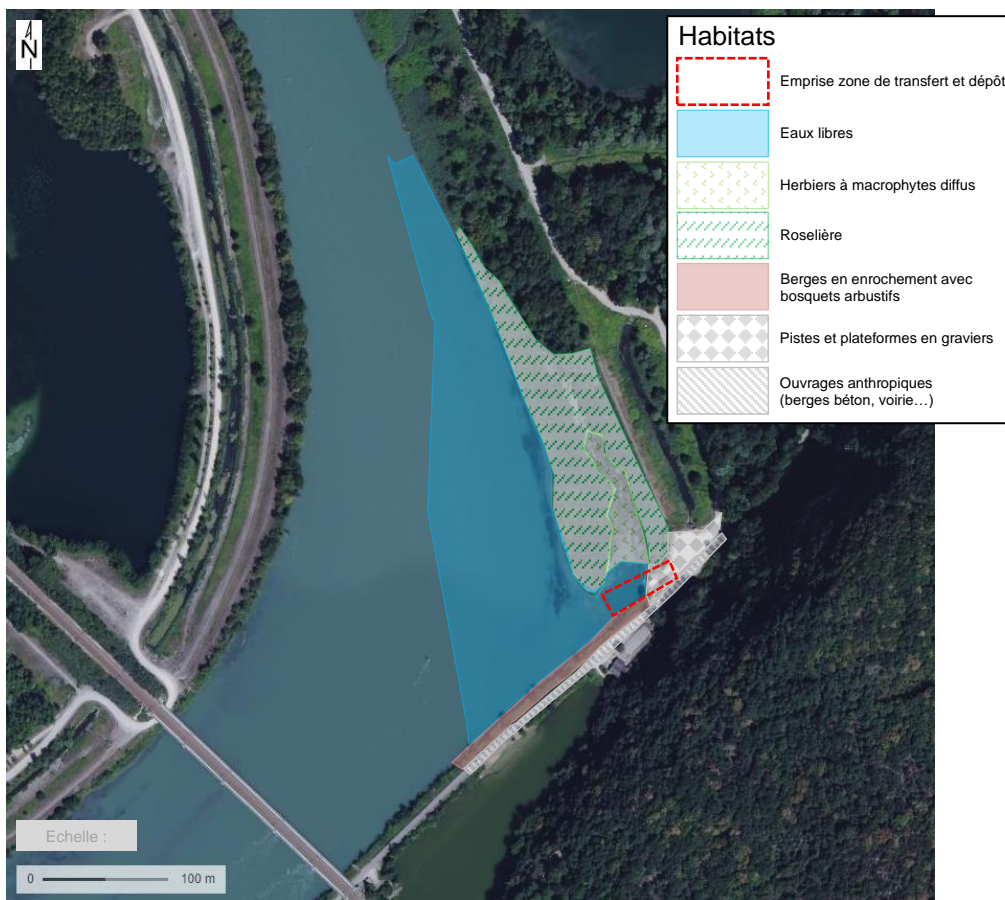 N
Habitats
Emprise zone de transfert et dépôt
Eaux libres
Herbiers à macrophytes diffus
Roselière
Berges en enrochement avec
bosquets arbustifs
Pistes et plateformes en graviers
Ouvrages anthropiques
(berges béton, voirie…)
Echelle :
0 100 m